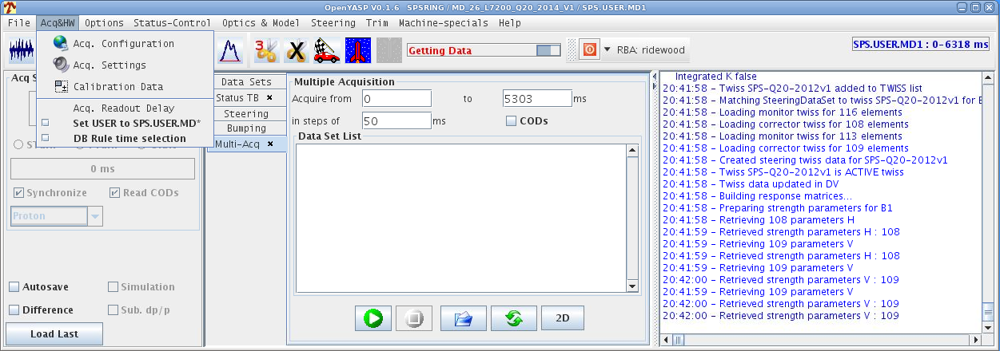 OpenYASP V0.1.6 SPSRING / MD_26_L7200_Q20_2014_V1 / SPS.USER.MD1
File Acq&HW Options Status-Control Optics & Model Steering Trim Machine-specials Help
Acq. Configuration
Acq. Settings
Calibration Data
Acq. Readout Delay
Set USER to SPS.USER.MD*
DB Rule time selection
Getting Data
RBA: ridewood
SPS.USER.MD1 : 0-6318 ms
Acq S
0 ms
Synchronize Read CODs
Proton
Autosave Simulation
Difference Sub. dp/p
Load Last
Data Sets
Status TB
Steering
Bumping
Multi-Acq
Multiple Acquisition
Acquire from 0 to 5303 ms
in steps of 50 ms CODs
Data Set List
2D
Integrated K false
20:41:58 - Twiss SPS-Q20-2012v1 added to TWISS list
20:41:58 - Matching SteeringDataSet to twiss SPS-Q20-2012v1 for B
20:41:58 - Loading monitor twiss for 116 elements
20:41:58 - Loading corrector twiss for 108 elements
20:41:58 - Loading monitor twiss for 113 elements
20:41:58 - Loading corrector twiss for 109 elements
20:41:58 - Created steering twiss data for SPS-Q20-2012v1
20:41:58 - Twiss SPS-Q20-2012v1 is ACTIVE twiss
20:41:58 - Twiss data updated in DV
20:41:58 - Building response matrices...
20:41:58 - Preparing strength parameters for B1
20:41:58 - Retrieving 108 parameters H
20:41:59 - Retrieved strength parameters H : 108
20:41:59 - Retrieving 109 parameters V
20:41:59 - Retrieved strength parameters H : 108
20:41:59 - Retrieving 109 parameters V
20:42:00 - Retrieved strength parameters V : 109
20:41:59 - Retrieving 109 parameters V
20:42:00 - Retrieved strength parameters V : 109
20:42:00 - Retrieved strength parameters V : 109